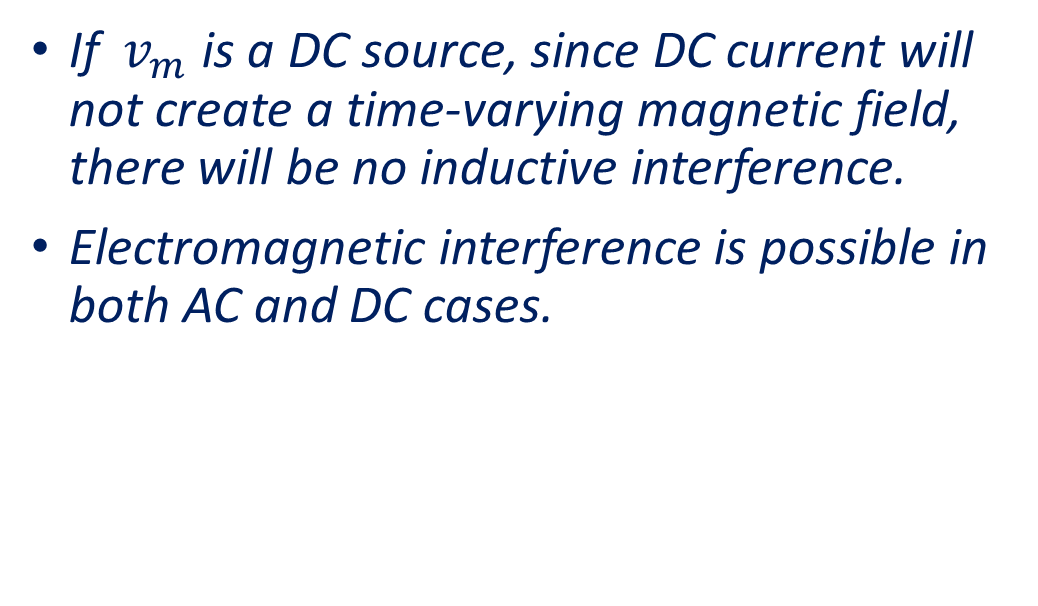 • If 𝑣ₘ is a DC source, since DC current will
not create a time-varying magnetic field,
there will be no inductive interference.
• Electromagnetic interference is possible in
both AC and DC cases.